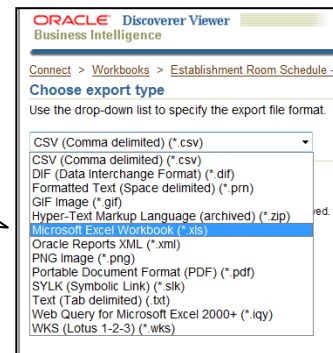 ORACLE Discoverer Viewer
Business Intelligence
Connect > Workbooks > Establishment Room Schedule -
Choose export type
Use the drop-down list to specify the export file format.
CSV (Comma delimited) (*.csv)
CSV (Comma delimited) (*.csv)
DIF (Data Interchange Format) (*.dif)
Formatted Text (Space delimited) (*.prn)
GIF Image (*.gif)
Hyper-Text Markup Language (archived) (*.zip)
ved.
Microsoft Excel Workbook (*.xls)
Oracle Reports XML (*.xml)
PNG Image (*.png)
Portable Document Format (PDF) (*.pdf)
SYLK (Symbolic Link) (*.slk)
Text (Tab delimited) (.txt)
Web Query for Microsoft Excel 2000+ (*.iqy)
WKS (Lotus 1-2-3) (*.wks)